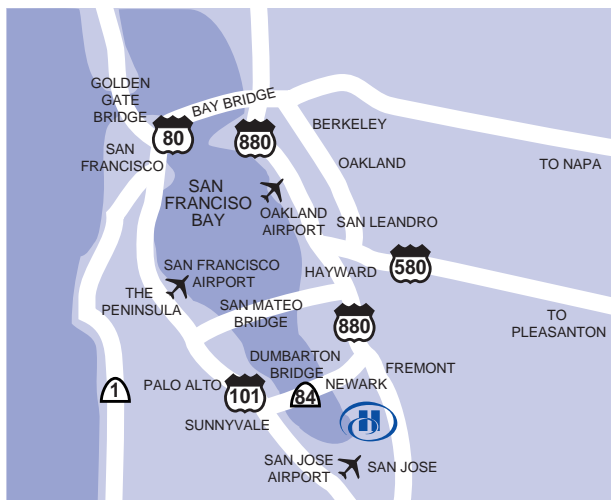 GOLDEN
GATE
BRIDGE
BAY BRIDGE
80
880
BERKELEY
SAN
FRANCISCO
OAKLAND
TO NAPA
SAN
FRANCISO
BAY
OAKLAND
AIRPORT
SAN LEANDRO
SAN FRANCISCO
AIRPORT
HAYWARD
580
THE
PENINSULA
SAN MATEO
BRIDGE
880
TO
PLEASANTON
DUMBARTON
BRIDGE
FREMONT
1
PALO ALTO
101
84
NEWARK
SUNNYVALE
H
SAN JOSE
AIRPORT
SAN JOSE